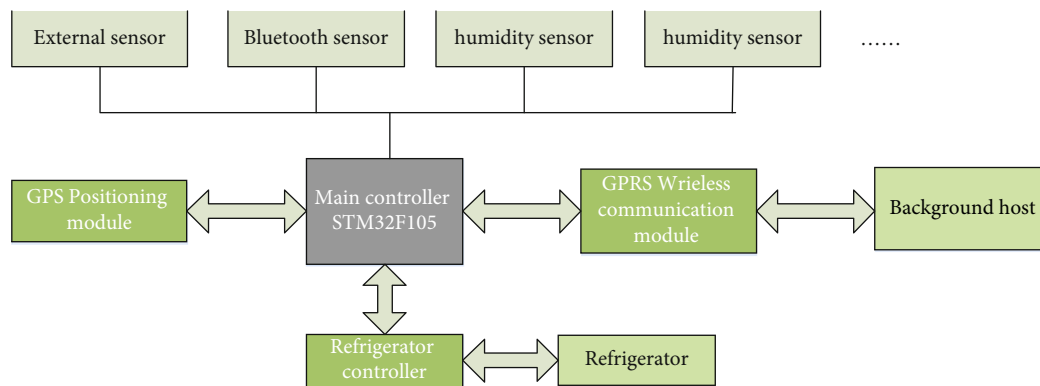 External sensor
Bluetooth sensor
humidity sensor
humidity sensor
......
GPS Positioning
module
Main controller
STM32F105
GPRS Wrieless
communication
module
Background host
Refrigerator
controller
Refrigerator